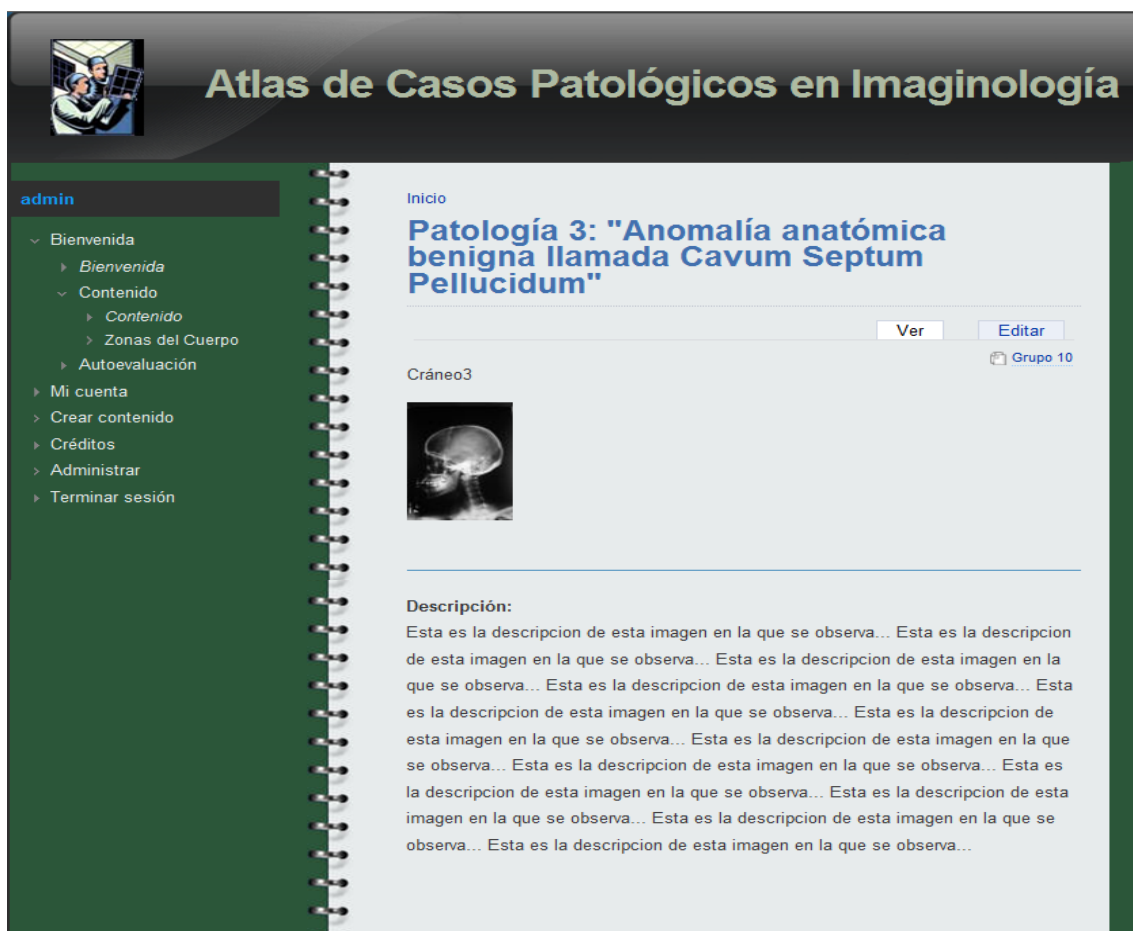 Atlas de Casos Patológicos en Imaginología
admin
Bienvenida
Bienvenida
Contenido
Contenido
Zonas del Cuerpo
Autoevaluación
Mi cuenta
Crear contenido
Créditos
Administrar
Terminar sesión
Inicio
Patología 3: "Anomalía anatómica
benigna llamada Cavum Septum
Pellucidum"
Ver
Editar
Grupo 10
Cráneo3
Descripción:
Esta es la descripcion de esta imagen en la que se observa... Esta es la descripcion
de esta imagen en la que se observa... Esta es la descripcion de esta imagen en la
que se observa... Esta es la descripcion de esta imagen en la que se observa... Esta
es la descripcion de esta imagen en la que se observa... Esta es la descripcion de
esta imagen en la que se observa... Esta es la descripcion de esta imagen en la que
se observa... Esta es la descripcion de esta imagen en la que se observa... Esta es
la descripcion de esta imagen en la que se observa... Esta es la descripcion de esta
imagen en la que se observa... Esta es la descripcion de esta imagen en la que se
observa... Esta es la descripcion de esta imagen en la que se observa...